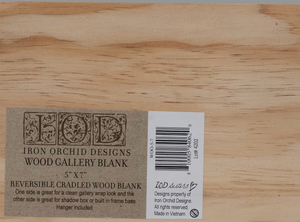 IOD
IRON ORCHID DESIGNS
WOOD GALLERY BLANK
5" X 7"
REVERSIBLE CRADLED WOOD BLANK
One side is great for a clean gallery wrap look and the
other side is great for shadow box or built in frame basis
Hanger included
IOD sisters
Designs property of
Iron Orchid Designs.
All rights reserved.
Made in Vietnam